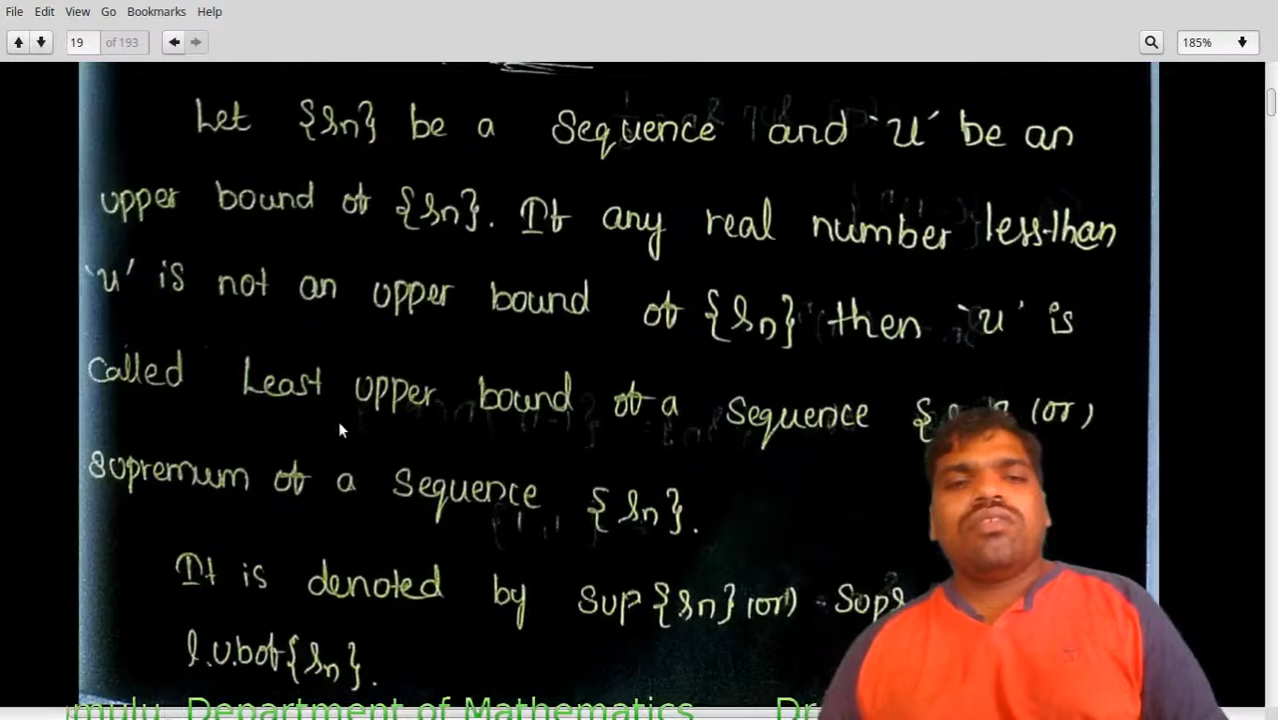 File Edit View Go Bookmarks Help
19 of 193 185%
Let {Sn} be a Sequence and 'u' be an
upper bound of {Sn}. If any real number less-than
'u' is not an upper bound of {Sn} then 'u' is
called Least upper bound of a Sequence (or)
supremum of a Sequence {Sn}.
It is denoted by Sup{Sn} (or)
l.u.b of {Sn}.
Department of Mathematics